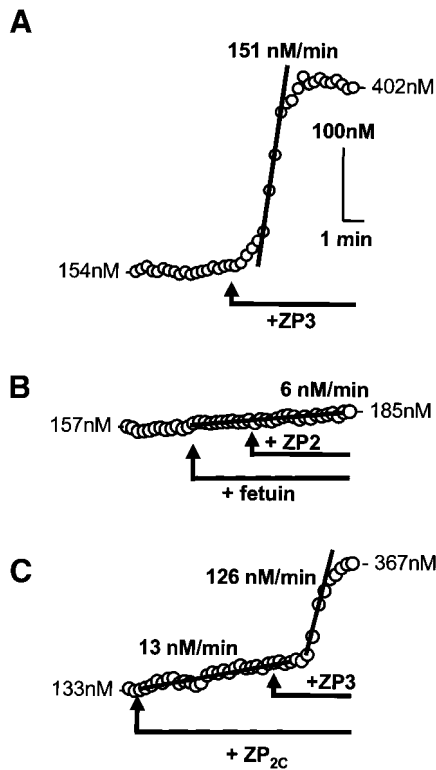 A
151 nM/min
402nM
100nM
1 min
154nM
+ZP3
B
6 nM/min
157nM
185nM
+ ZP2
+ fetuin
C
367nM
126 nM/min
13 nM/min
133nM
+ZP3
+ ZP2C